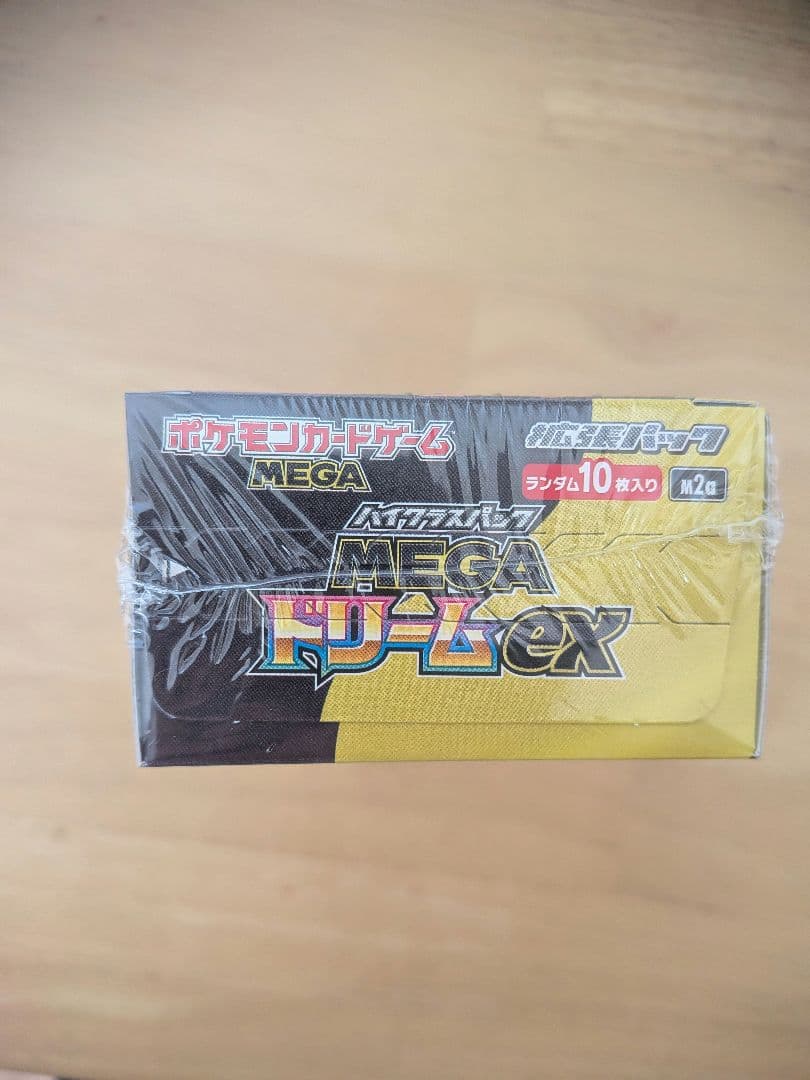 ポケモンカードゲーム
MEGA
拡張パック
ランダム10枚入り
M2a
ハイクラスパック
MEGA
ドリームex